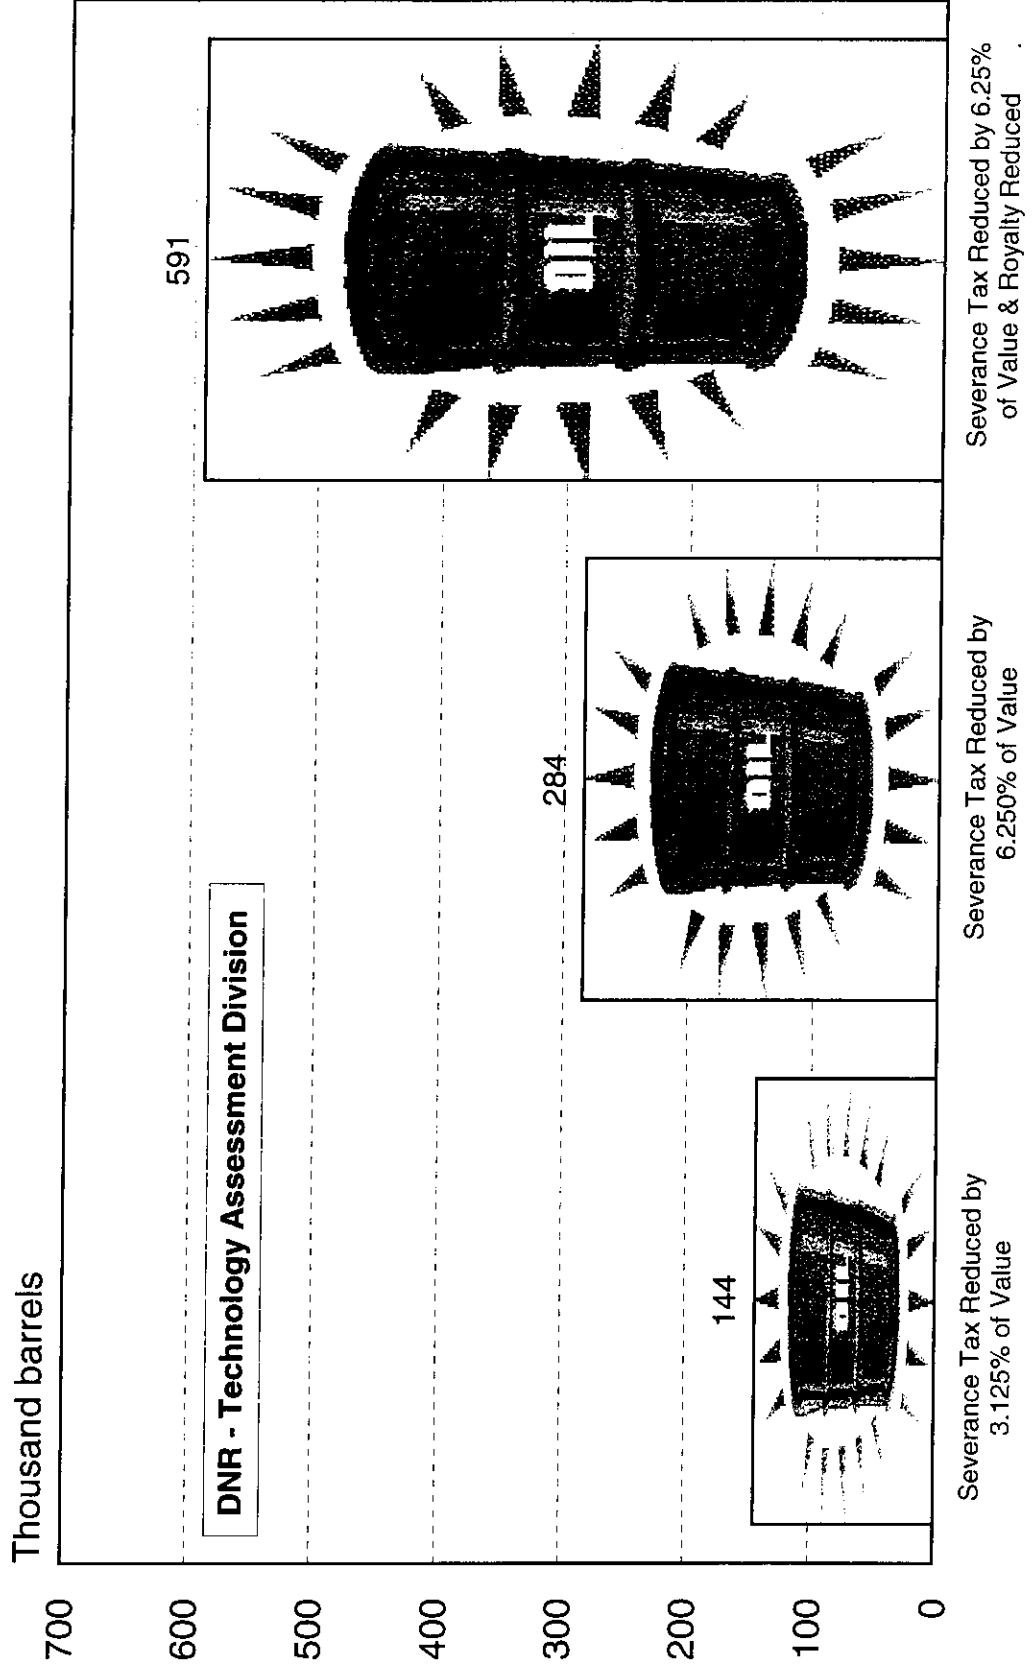 Thousand barrels
700
600
500
400
300
200
100
0
DNR - Technology Assessment Division
144
284
591
OIL
OIL
OIL
Severance Tax Reduced by
3.125% of Value
Severance Tax Reduced by
6.250% of Value
Severance Tax Reduced by 6.25%
of Value & Royalty Reduced